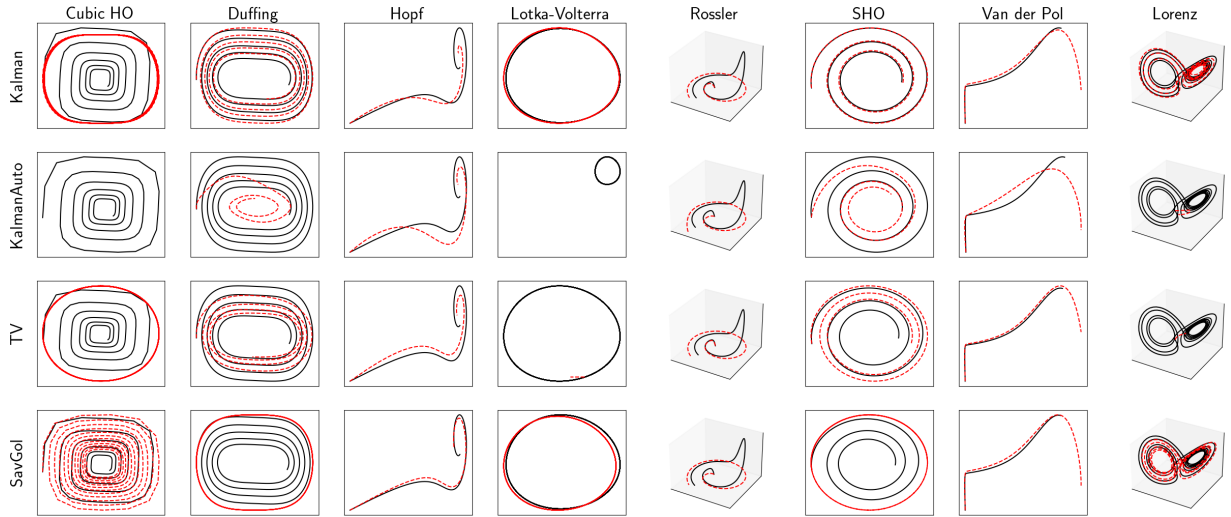 Cubic HO Duffing Hopf Lotka-Volterra Rossler SHO Van der Pol Lorenz
Kalman
KalmanAuto
TV
SavGol